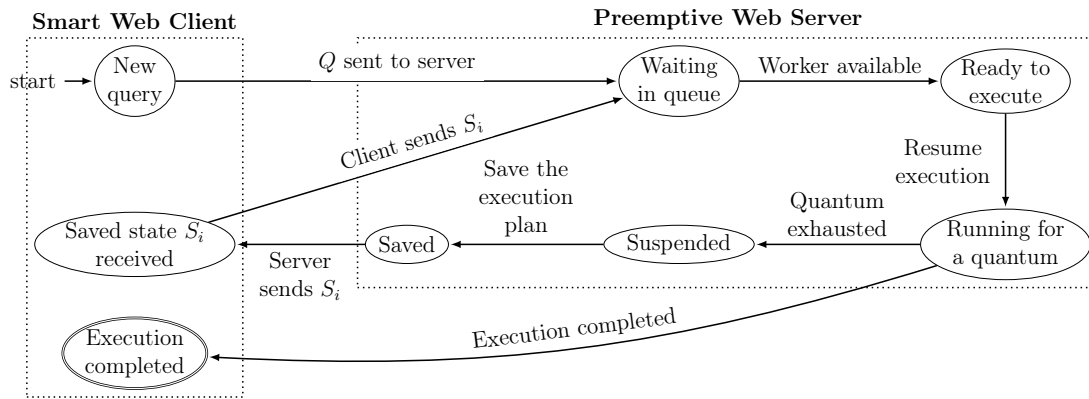 Smart Web Client
Preemptive Web Server
start
New
query
Q sent to server
Waiting
in queue
Worker available
Ready to
execute
Client sends S_i
Resume
execution
Save the
execution
plan
Quantum
exhausted
Saved state S_i
received
Server
sends S_i
Saved
Suspended
Running for
a quantum
Execution completed
Execution
completed